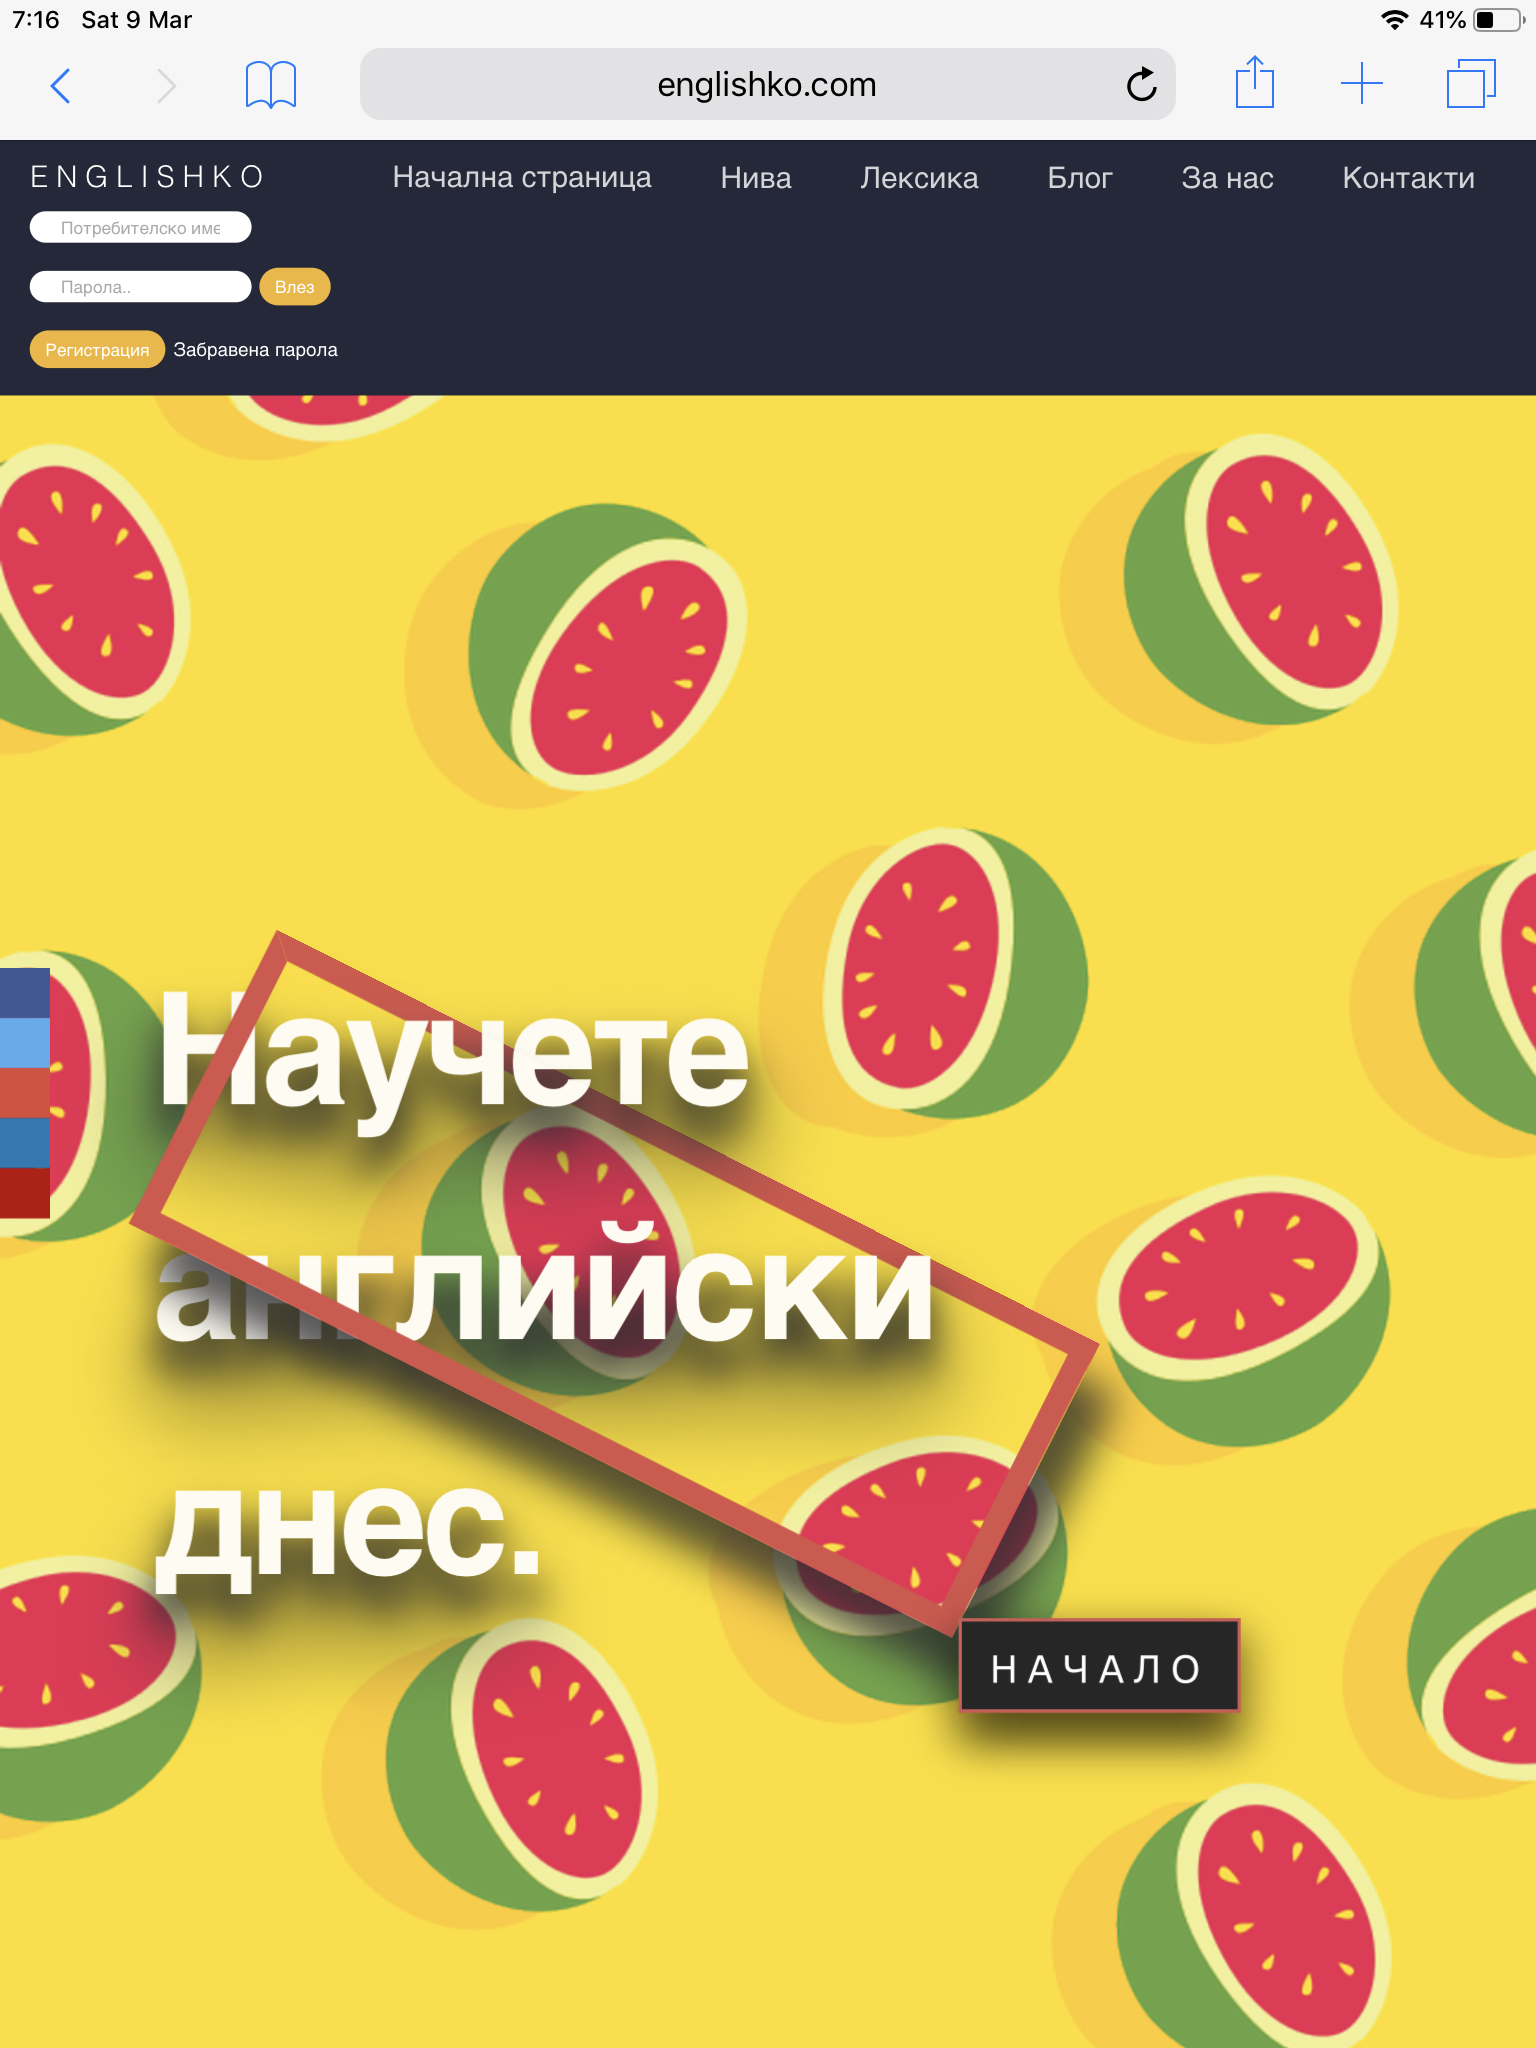 7:16 Sat 9 Mar 41%
englishko.com
ENGLISHKO Начална страница Нива Лексика Блог За нас Контакти
Потребителско име
Парола.. Влез
Регистрация Забравена парола
Научете
английски
днес.
НАЧАЛО